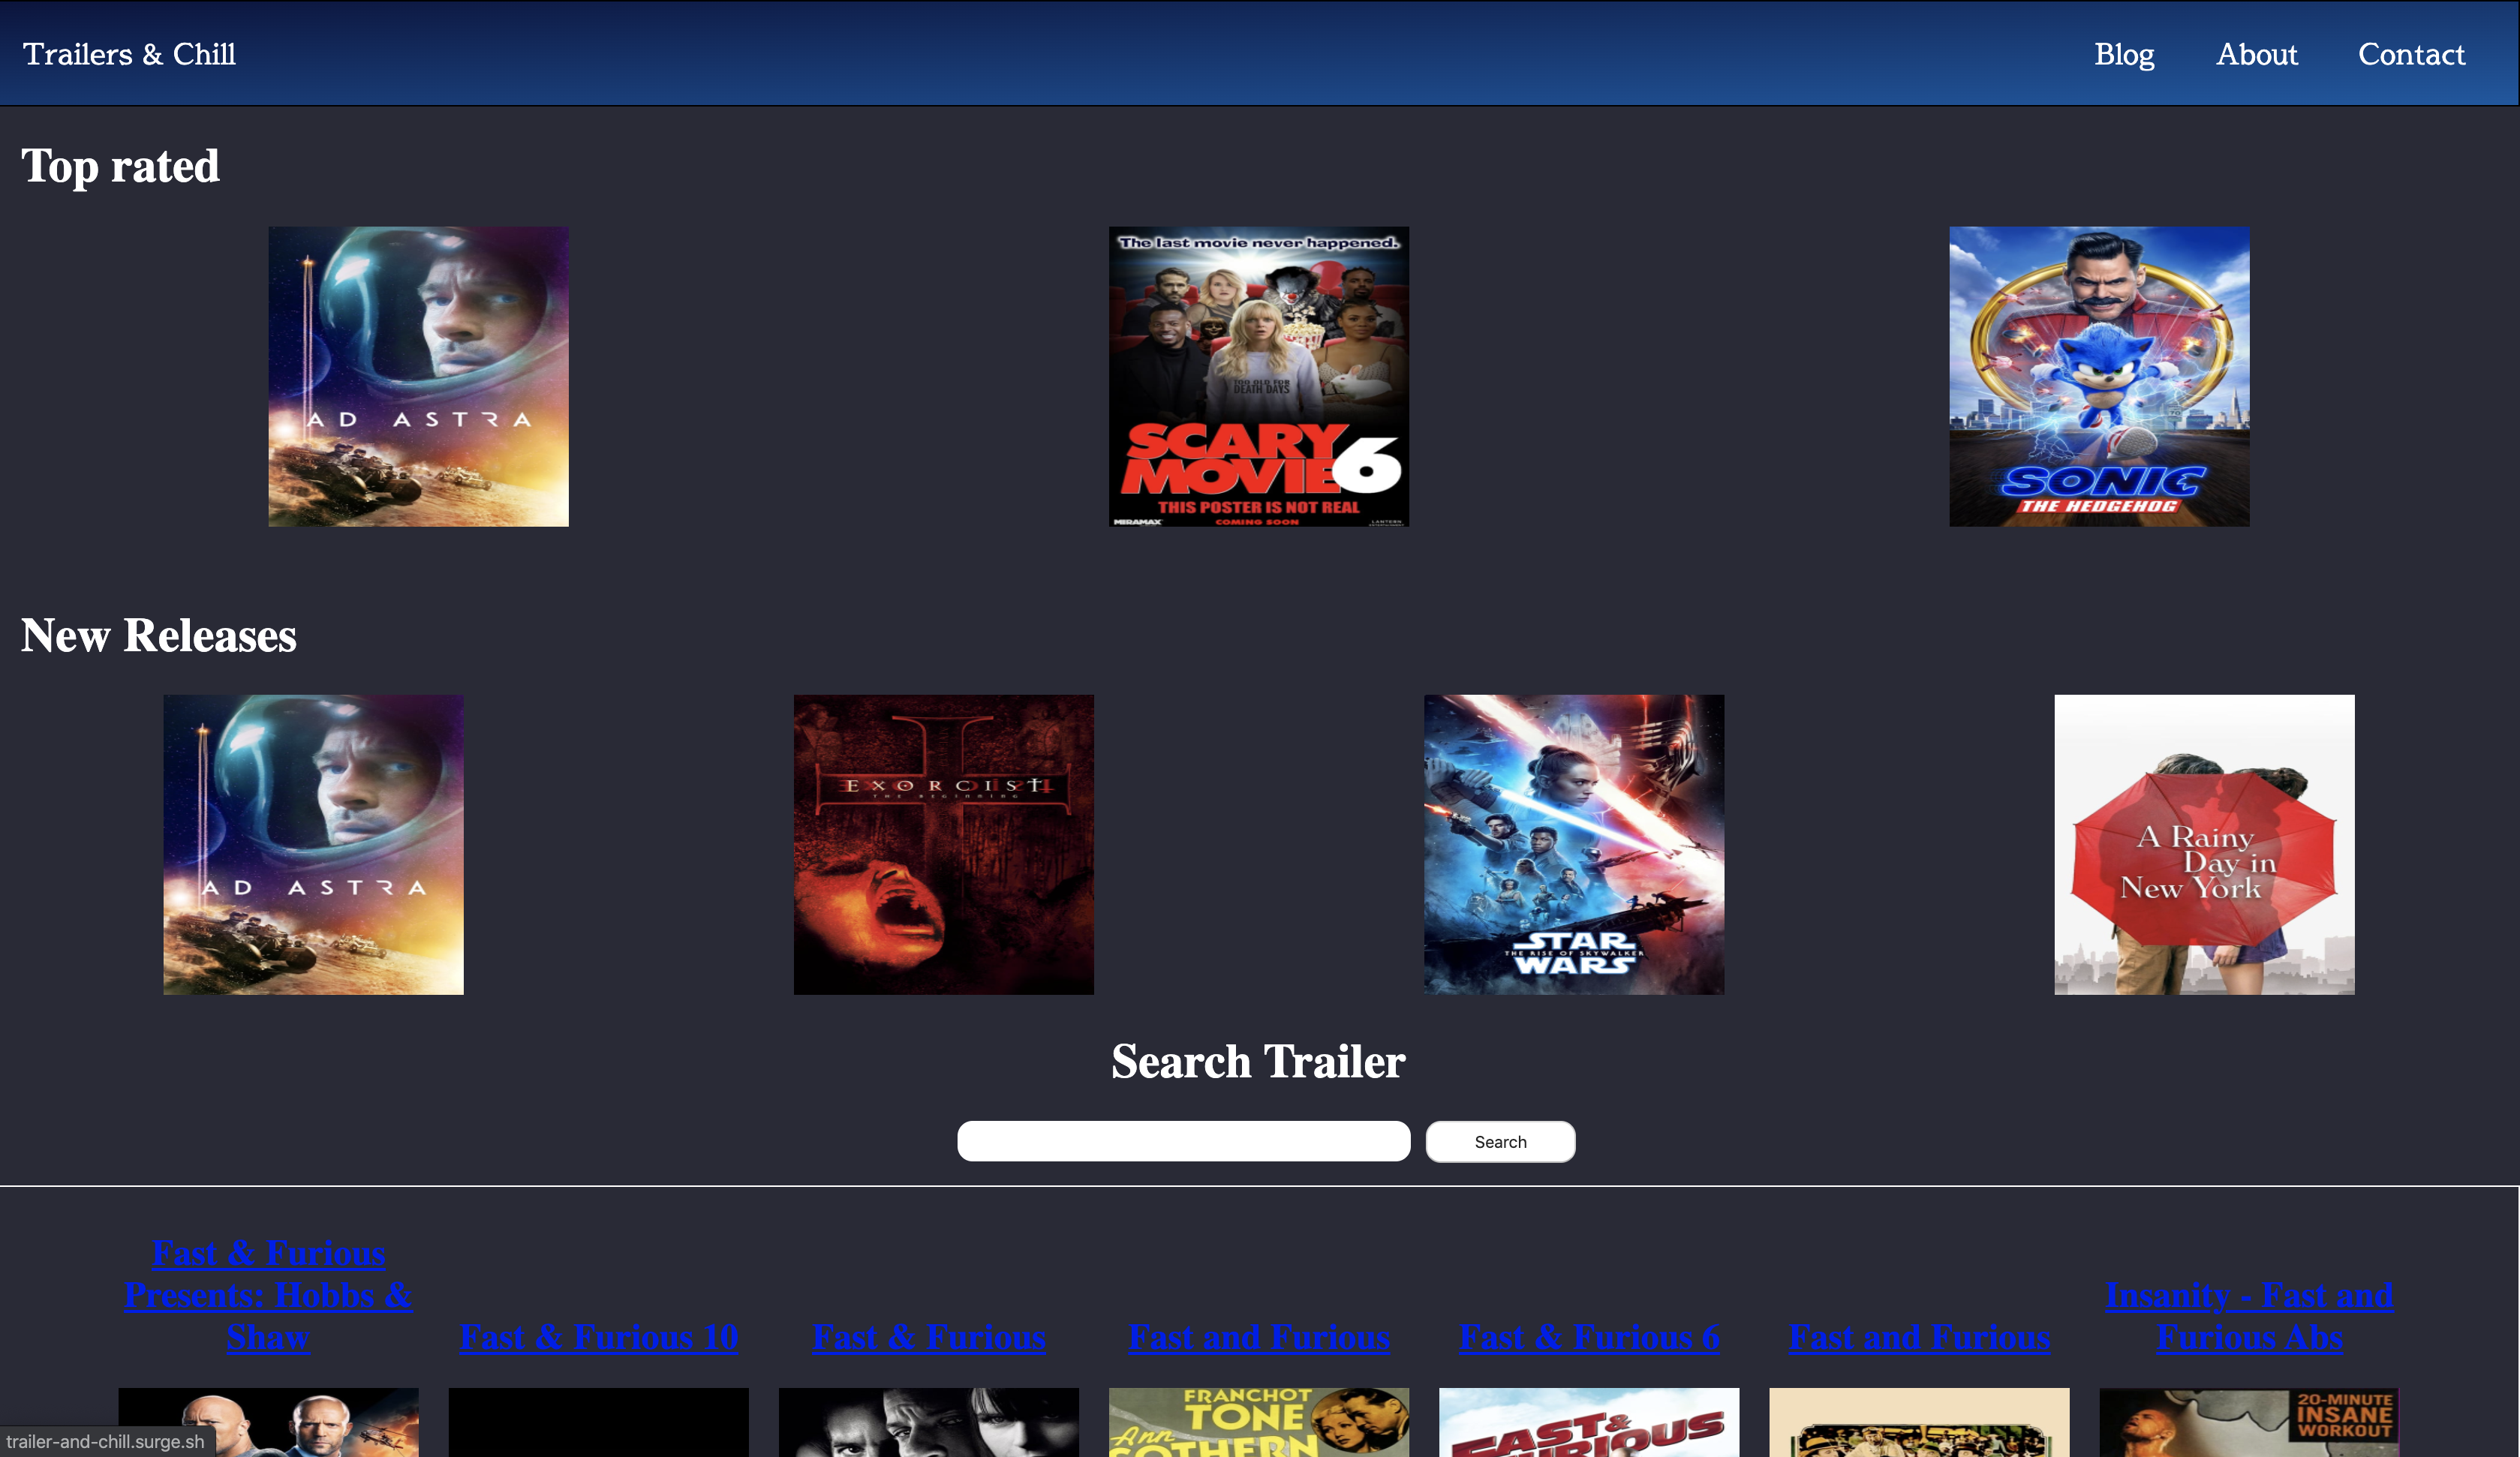 Trailers & Chill
Blog
About
Contact
Top rated
AD ASTRA
The last movie never happened.
TOO OLD FOR
DEATH DAYS
SCARY
MOVIE 6
THIS POSTER IS NOT REAL
MIRAMAX
COMING SOON
LANTERN
ENTERTAINMENT
SONIC
THE HEDGEHOG
New Releases
AD ASTRA
EXORCIST
THE BEGINNING
STAR
THE RISE OF SKYWALKER
WARS
A Rainy
Day in
New York
Search Trailer
Search
Fast & Furious
Presents: Hobbs &
Shaw
Fast & Furious 10
Fast & Furious
Fast and Furious
Fast & Furious 6
Fast and Furious
Insanity - Fast and
Furious Abs
FRANCHOT
TONE
Ann
SOTHERN
FAST &
FURIOUS
20-MINUTE
INSANE
WORKOUT
trailer-and-chill.surge.sh